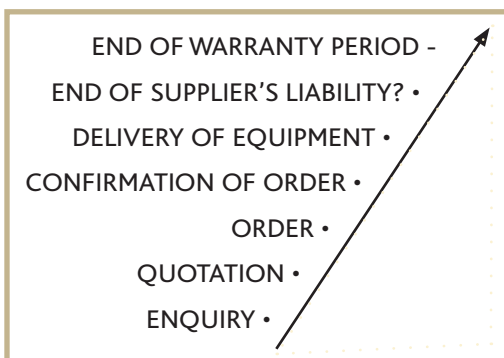 END OF WARRANTY PERIOD -
END OF SUPPLIER'S LIABILITY? •
DELIVERY OF EQUIPMENT •
CONFIRMATION OF ORDER •
ORDER •
QUOTATION •
ENQUIRY •